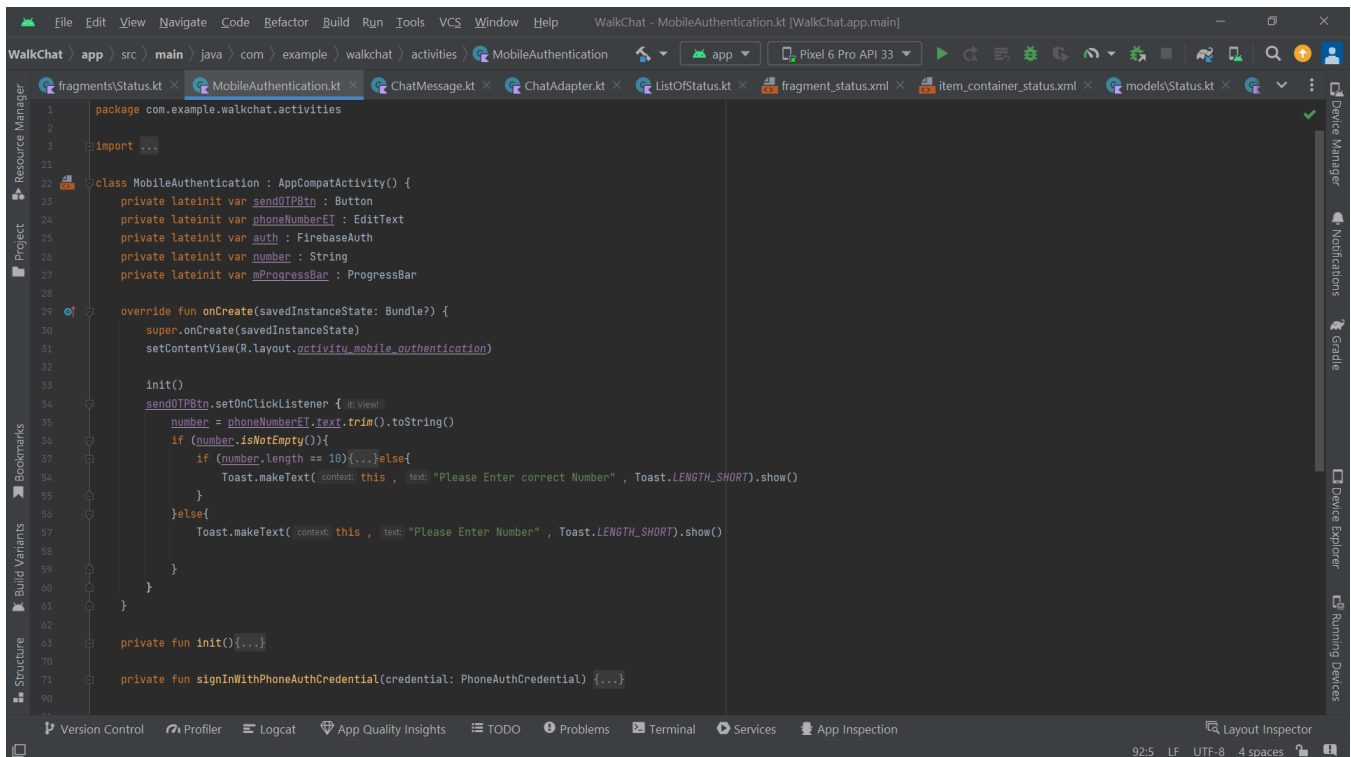 File Edit View Navigate Code Refactor Build Run Tools VCS Window Help WalkChat - MobileAuthentication.kt [WalkChat.app.main]
WalkChat app src main java com example walkchat activities MobileAuthentication app Pixel 6 Pro API 33
fragments\Status.kt MobileAuthentication.kt ChatMessage.kt ChatAdapter.kt ListOfStatus.kt fragment_status.xml item_container_status.xml models\Status.kt
Resource Manager
Project
Bookmarks
Build Variants
Structure
1 package com.example.walkchat.activities
2
3 import ...
21
22 class MobileAuthentication : AppCompatActivity() {
23 private lateinit var sendOTPBtn : Button
24 private lateinit var phoneNumberET : EditText
25 private lateinit var auth : FirebaseAuth
26 private lateinit var number : String
27 private lateinit var mProgressBar : ProgressBar
28
29 override fun onCreate(savedInstanceState: Bundle?) {
30 super.onCreate(savedInstanceState)
31 setContentView(R.layout.activity_mobile_authentication)
32
33 init()
34 sendOTPBtn.setOnClickListener { it: View!
35 number = phoneNumberET.text.trim().toString()
36 if (number.isNotEmpty()){
37 if (number.length == 10){...}else{
54 Toast.makeText( context: this , text: "Please Enter correct Number" , Toast.LENGTH_SHORT).show()
55 }
56 }else{
57 Toast.makeText( context: this , text: "Please Enter Number" , Toast.LENGTH_SHORT).show()
58
59 }
60 }
61 }
62
63 private fun init(){...}
70
71 private fun signInWithPhoneAuthCredential(credential: PhoneAuthCredential) {...}
90
Device Manager
Notifications
Gradle
Device Explorer
Running Devices
Version Control Profiler Logcat App Quality Insights TODO Problems Terminal Services App Inspection Layout Inspector
92:5 LF UTF-8 4 spaces